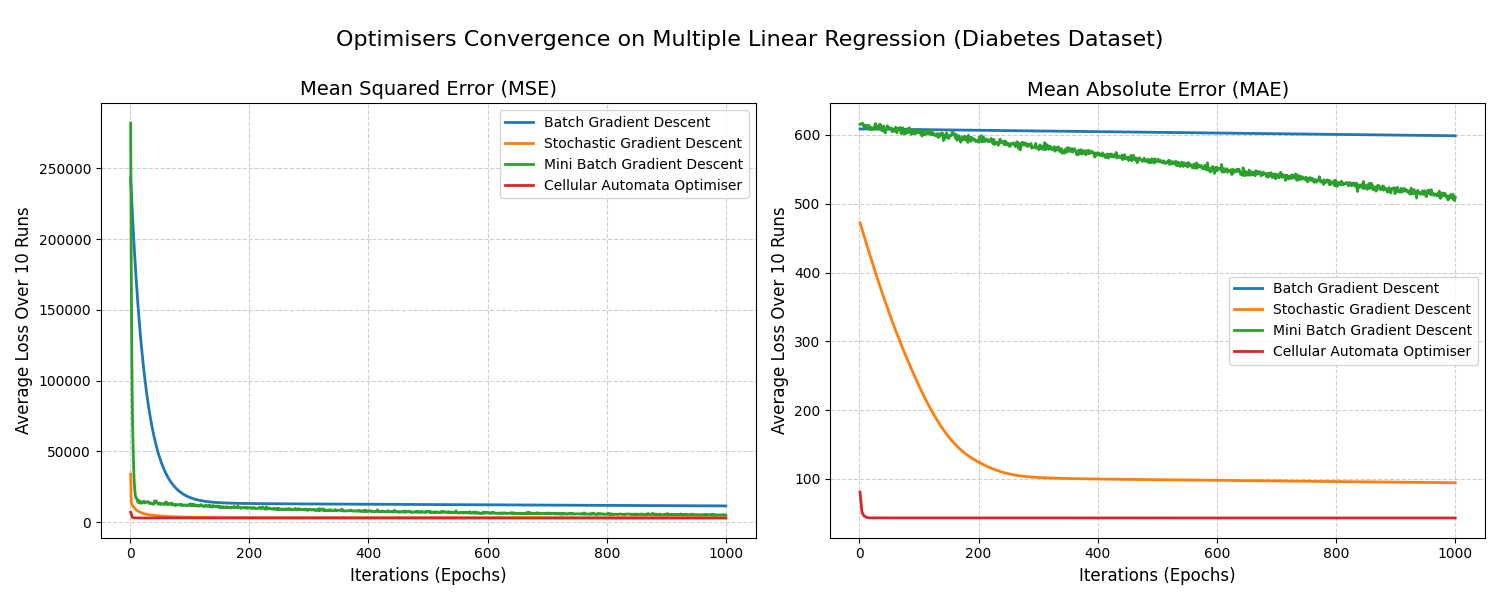 Optimisers Convergence on Multiple Linear Regression (Diabetes Dataset)
Mean Squared Error (MSE)
Average Loss Over 10 Runs
250000
200000
150000
100000
50000
0
Batch Gradient Descent
Stochastic Gradient Descent
Mini Batch Gradient Descent
Cellular Automata Optimiser
0 200 400 600 800 1000
Iterations (Epochs)
Mean Absolute Error (MAE)
Average Loss Over 10 Runs
600
500
400
300
200
100
Batch Gradient Descent
Stochastic Gradient Descent
Mini Batch Gradient Descent
Cellular Automata Optimiser
0 200 400 600 800 1000
Iterations (Epochs)